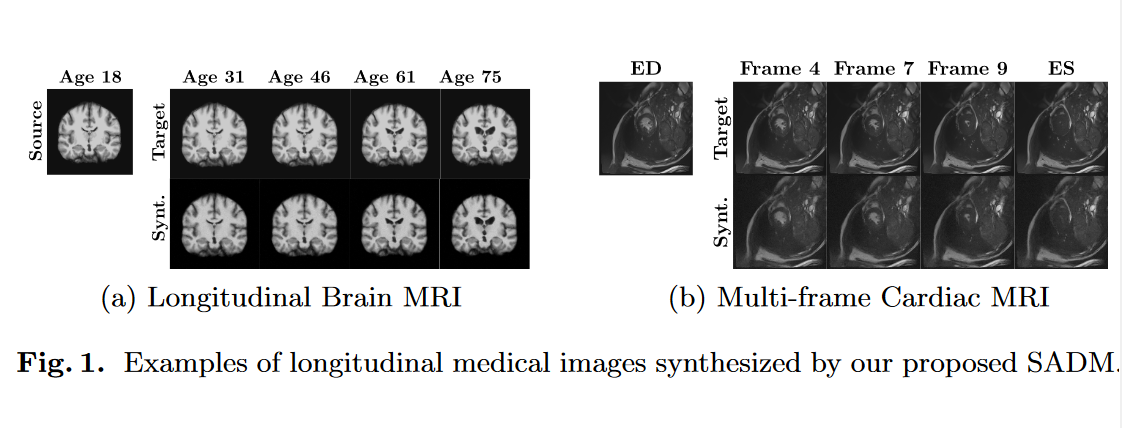 Age 18
Age 31 Age 46 Age 61 Age 75
Source
Target
Synt.
ED
Frame 4 Frame 7 Frame 9 ES
Target
Synt.
(a) Longitudinal Brain MRI
(b) Multi-frame Cardiac MRI
Fig. 1. Examples of longitudinal medical images synthesized by our proposed SADM.